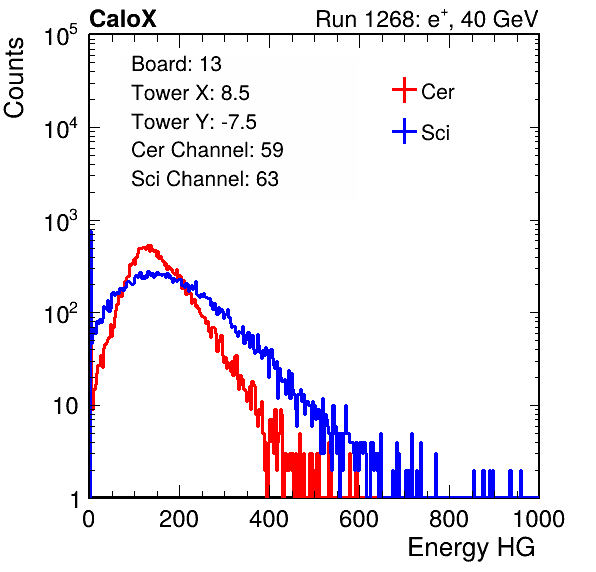 CaloX Run 1268: e⁺, 40 GeV
Counts
10⁵
10⁴
10³
10²
10
1
Board: 13
Tower X: 8.5
Tower Y: -7.5
Cer Channel: 59
Sci Channel: 63
Cer
Sci
0 200 400 600 800 1000
Energy HG